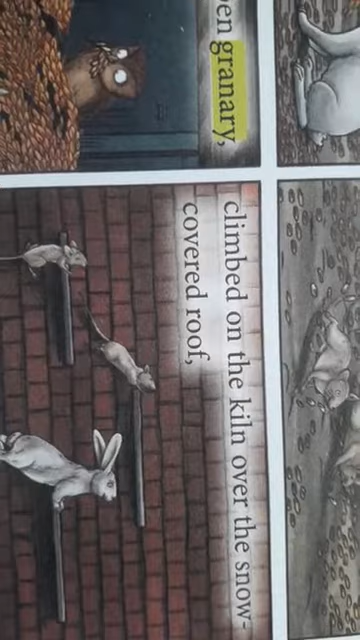 granary,
climbed on the kiln over the snow-
covered roof,